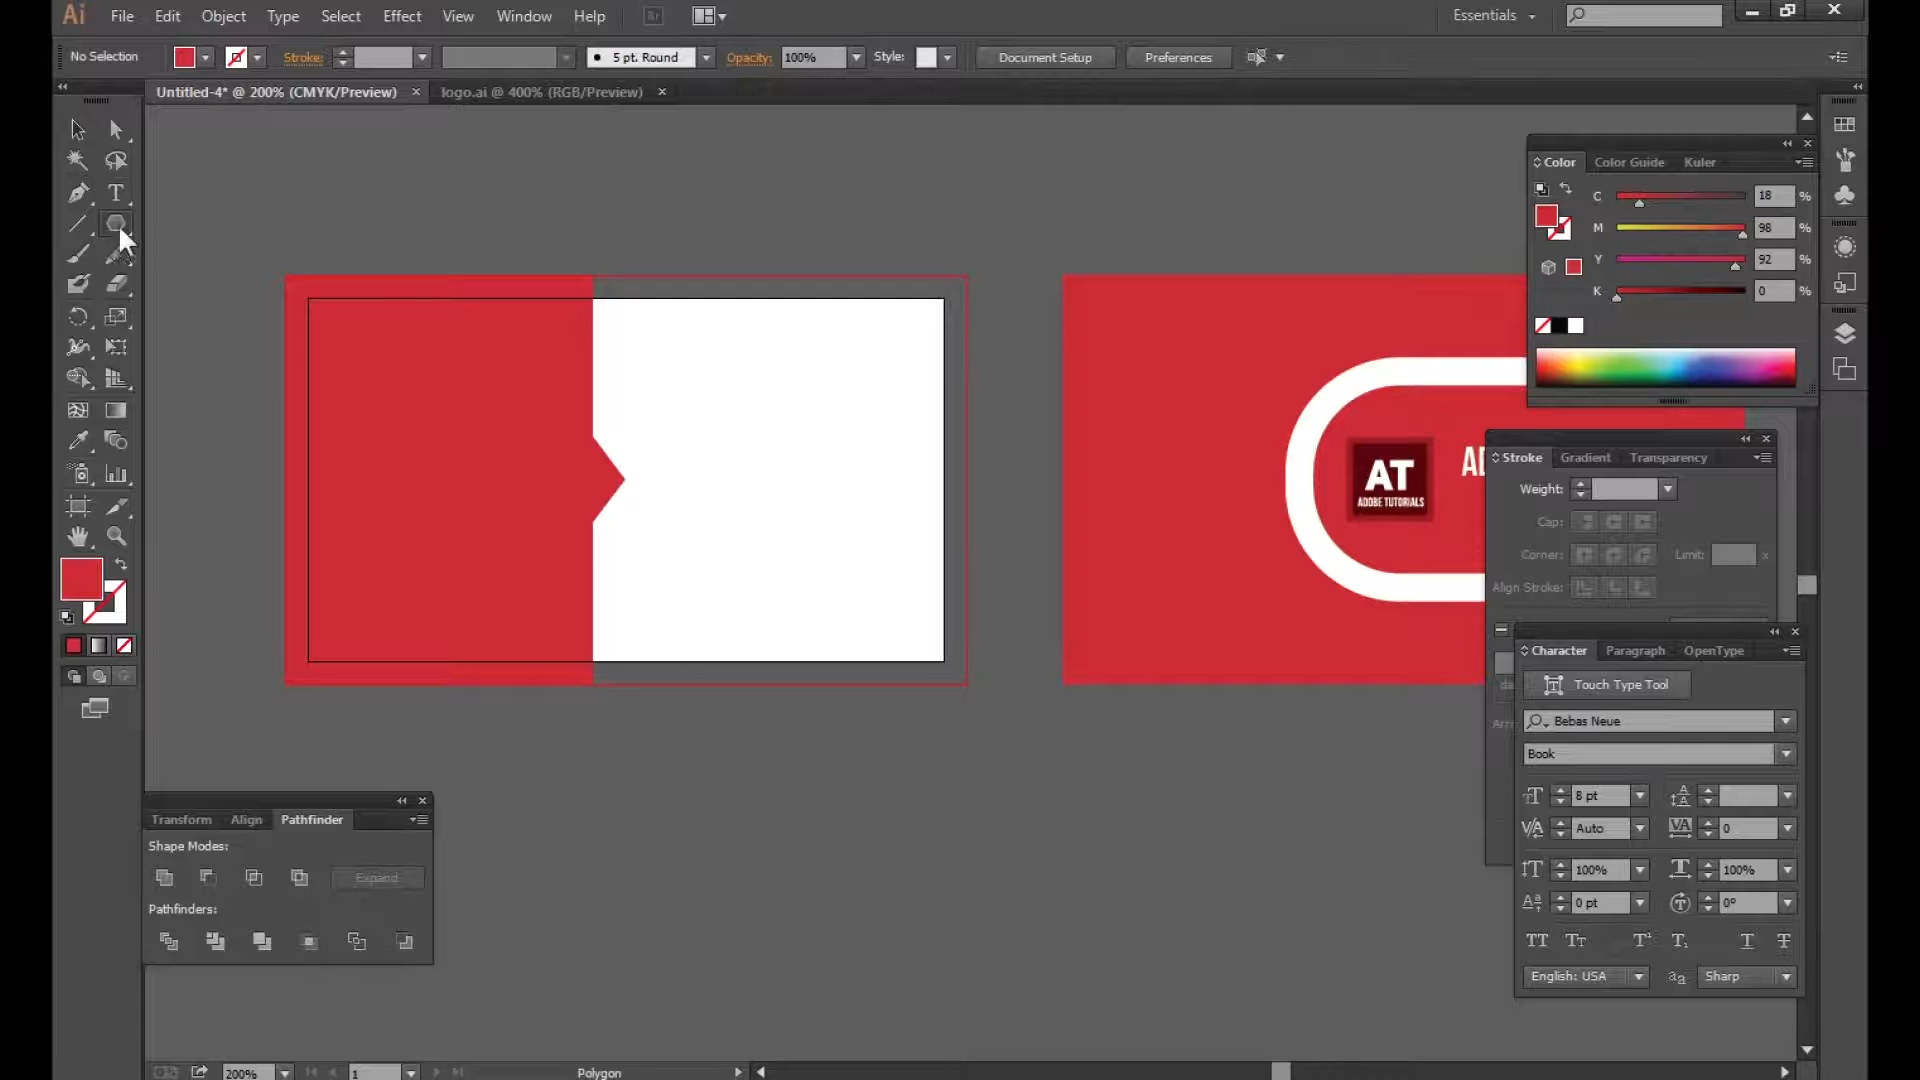 Ai File Edit Object Type Select Effect View Window Help Br Essentials
No Selection Stroke: 5 pt. Round Opacity: 100% Style: Document Setup Preferences
Untitled-4* @ 200% (CMYK/Preview) × logo.ai @ 400% (RGB/Preview) ×
Color Color Guide Kuler
C 18 %
M 98 %
Y 92 %
K 0 %
AT
ADOBE TUTORIALS
AD
Stroke Gradient Transparency
Weight:
Cap:
Corner: Limit: x
Align Stroke:
Character Paragraph OpenType
Touch Type Tool
Bebas Neue
Book
8 pt
Auto 0
100% 100%
0 pt 0°
English: USA Sharp
Transform Align Pathfinder
Shape Modes:
Expand
Pathfinders:
200% 1 Polygon